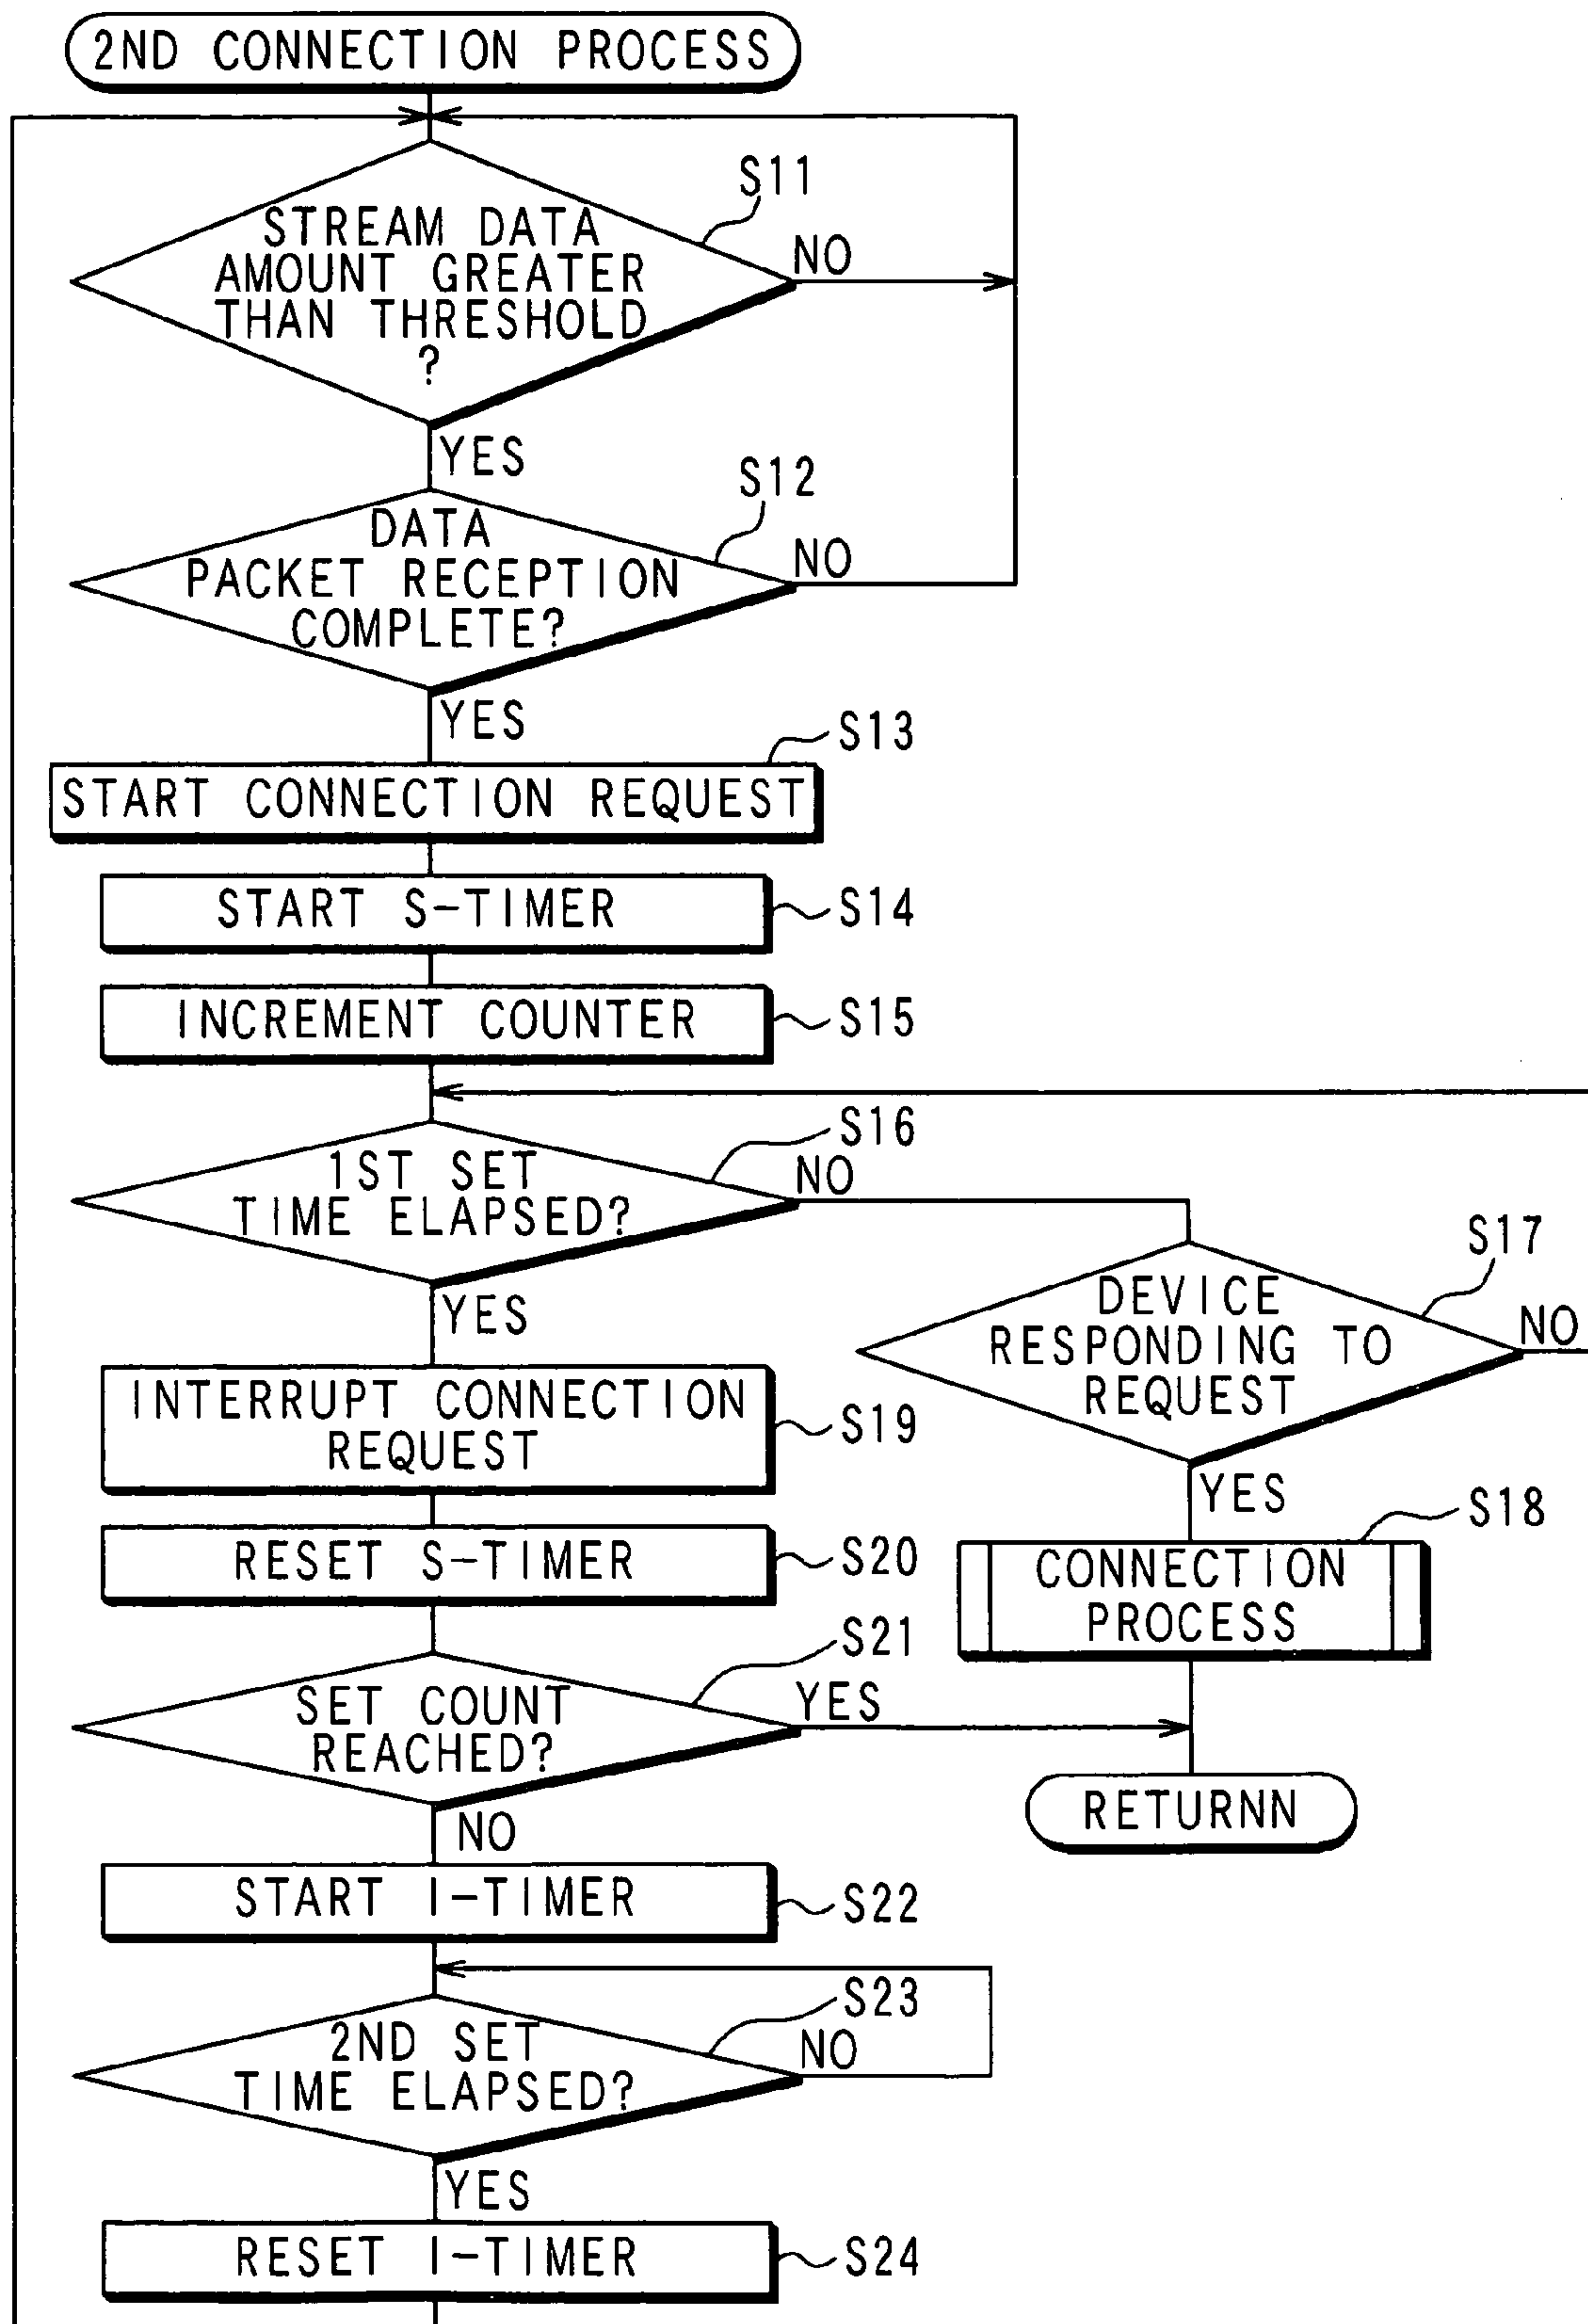 2ND CONNECTION PROCESS
S11
STREAM DATA
AMOUNT GREATER
THAN THRESHOLD
?
NO
YES
S12
DATA
PACKET RECEPTION
COMPLETE?
NO
YES
S13
START CONNECTION REQUEST
START S-TIMER
S14
INCREMENT COUNTER
S15
S16
1ST SET
TIME ELAPSED?
NO
YES
S17
DEVICE
RESPONDING TO
REQUEST
NO
YES
INTERRUPT CONNECTION
REQUEST
S19
S18
CONNECTION
PROCESS
RESET S-TIMER
S20
S21
SET COUNT
REACHED?
YES
NO
RETURNN
START I-TIMER
S22
S23
2ND SET
TIME ELAPSED?
NO
YES
RESET I-TIMER
S24